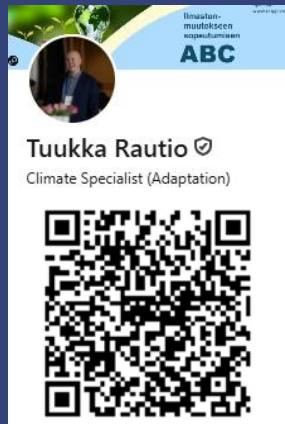 Ilmaston-
muutokseen
sopeutumisen
ABC
Tuukka Rautio
Climate Specialist (Adaptation)